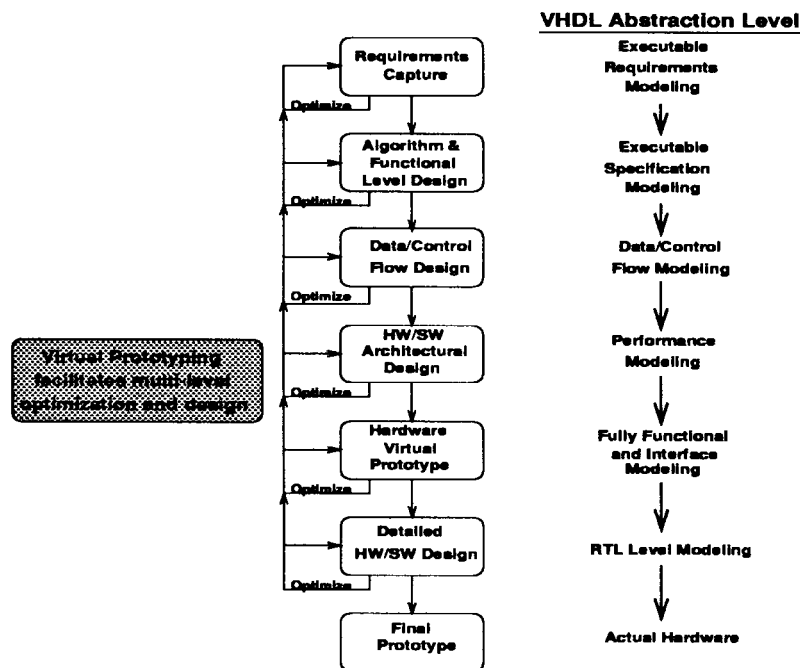 VHDL Abstraction Level
Requirements
Capture
Optimize
Algorithm &
Functional
Level Design
Optimize
Data/Control
Flow Design
Optimize
HW/SW
Architectural
Design
Optimize
Hardware
Virtual
Prototype
Optimize
Detailed
HW/SW Design
Optimize
Final
Prototype
Virtual Prototyping
facilitates multi-level
optimization and design
Executable
Requirements
Modeling
Executable
Specification
Modeling
Data/Control
Flow Modeling
Performance
Modeling
Fully Functional
and Interface
Modeling
RTL Level Modeling
Actual Hardware